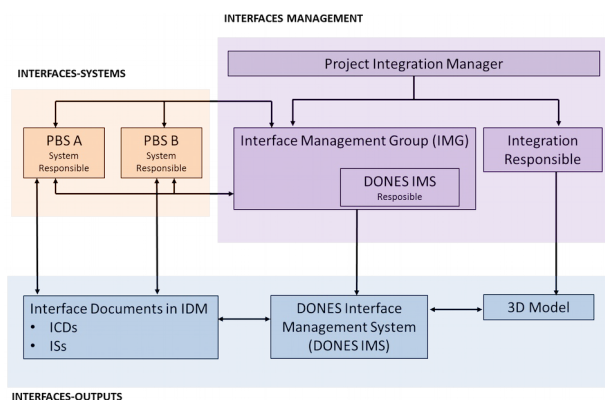 INTERFACES MANAGEMENT
Project Integration Manager
INTERFACES-SYSTEMS
PBS A
System
Responsible
PBS B
System
Responsible
Interface Management Group (IMG)
DONES IMS
Resposible
Integration
Responsible
Interface Documents in IDM
• ICDs
• ISs
DONES Interface
Management System
(DONES IMS)
3D Model
INTERFACES-OUTPUTS